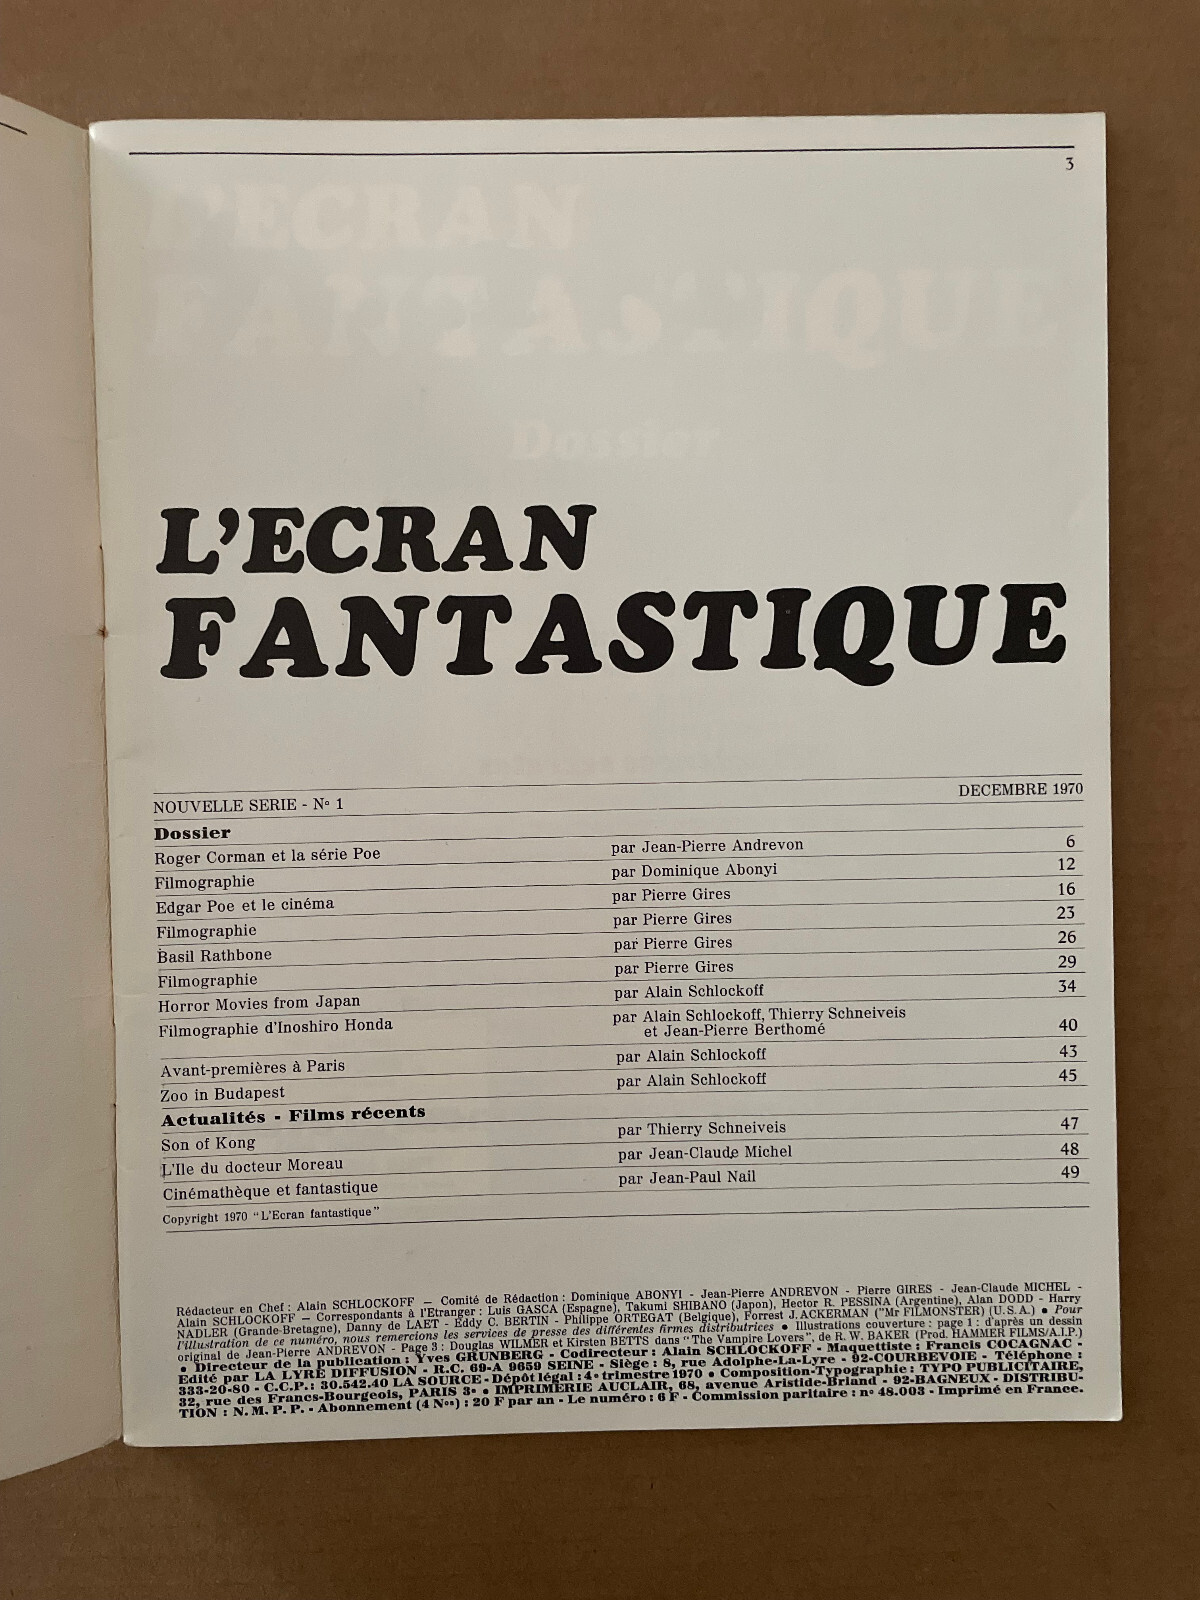 3
L'ECRAN
FANTASTIQUE
NOUVELLE SERIE - No 1 DECEMBRE 1970
Dossier
Roger Corman et la série Poe par Jean-Pierre Andrevon 6
Filmographie par Dominique Abonyi 12
Edgar Poe et le cinéma par Pierre Gires 16
Filmographie par Pierre Gires 23
Basil Rathbone par Pierre Gires 26
Filmographie par Pierre Gires 29
Horror Movies from Japan par Alain Schlockoff 34
Filmographie d'Inoshiro Honda par Alain Schlockoff, Thierry Schneiveis
et Jean-Pierre Berthomé 40
Avant-premières à Paris par Alain Schlockoff 43
Zoo in Budapest par Alain Schlockoff 45
Actualités - Films récents
Son of Kong par Thierry Schneiveis 47
L'Ile du docteur Moreau par Jean-Claude Michel 48
Cinémathèque et fantastique par Jean-Paul Nail 49
Copyright 1970 "L'Ecran fantastique"
Rédacteur en Chef : Alain SCHLOCKOFF — Comité de Rédaction : Dominique ABONYI - Jean-Pierre ANDREVON - Pierre GIRES - Jean-Claude MICHEL -
Alain SCHLOCKOFF — Correspondants à l'Etranger : Luis GASCA (Espagne), Takumi SHIBANO (Japon), Hector R. PESSINA (Argentine), Alan DODD - Harry
NADLER (Grande-Bretagne), Danny de LAET - Eddy C. BERTIN - Philippe ORTEGAT (Belgique), Forrest J. ACKERMAN ("Mr FILMONSTER) (U.S.A.) ● Pour
l'illustration de ce numéro, nous remercions les services de presse des différentes firmes distributrices ● Illustrations couverture : page 1 : d'après un dessin
original de Jean-Pierre ANDREVON - Page 3 : Douglas WILMER et Kirsten BETTS dans "The Vampire Lovers", de R. W. BAKER (Prod. HAMMER FILMS/A.I.P.)
● Directeur de la publication : Yves GRUNBERG - Codirecteur : Alain SCHLOCKOFF - Maquettiste : Francis COCAGNAC -
Edité par LA LYRE DIFFUSION - R.C. 69-A 9659 SEINE - Siège : 8, rue Adolphe-La-Lyre - 92-COURBEVOIE - Téléphone :
333-20-80 - C.C.P. : 30.542.40 LA SOURCE - Dépôt légal : 4e trimestre 1970 ● Composition-Typographie : TYPO PUBLICITAIRE,
32, rue des Francs-Bourgeois, PARIS 3e ● IMPRIMERIE AUCLAIR, 68, avenue Aristide-Briand - 92-BAGNEUX - DISTRIBU-
TION : N. M. P. P. - Abonnement (4 Nos) : 20 F par an - Le numéro : 6 F - Commission paritaire : no 48.003 - Imprimé en France.